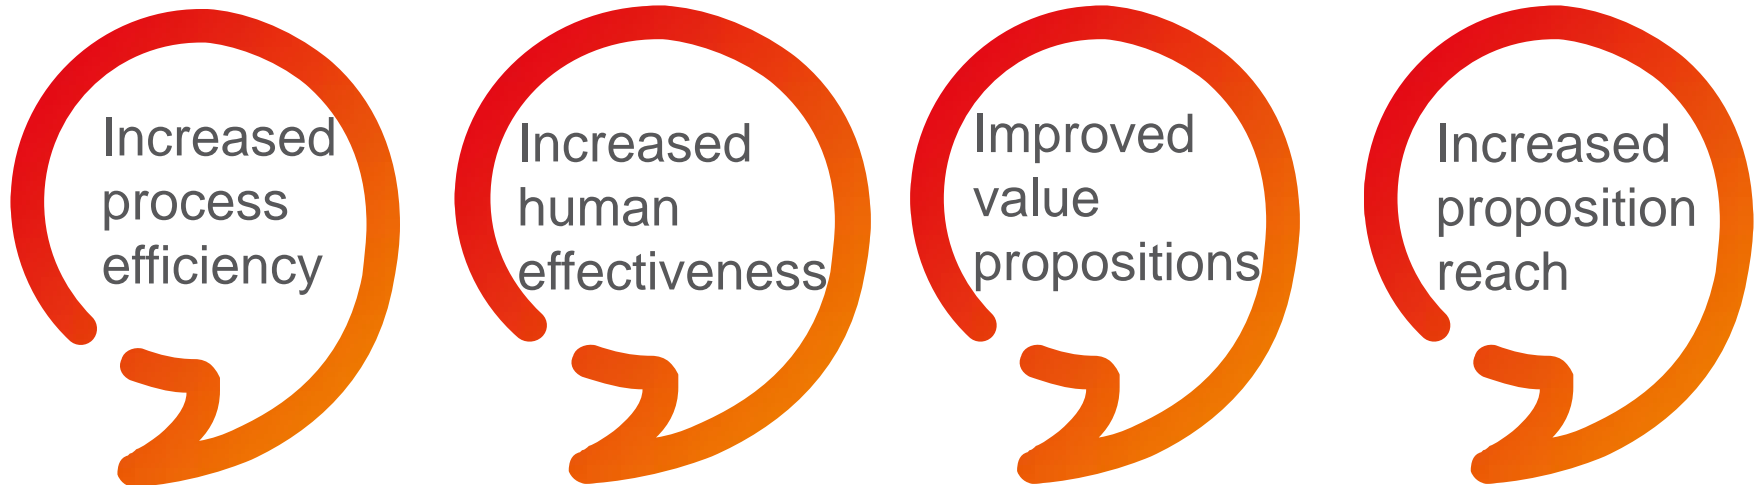 Increased
process
efficiency
Increased
human
effectiveness
Improved
value
propositions
Increased
proposition
reach